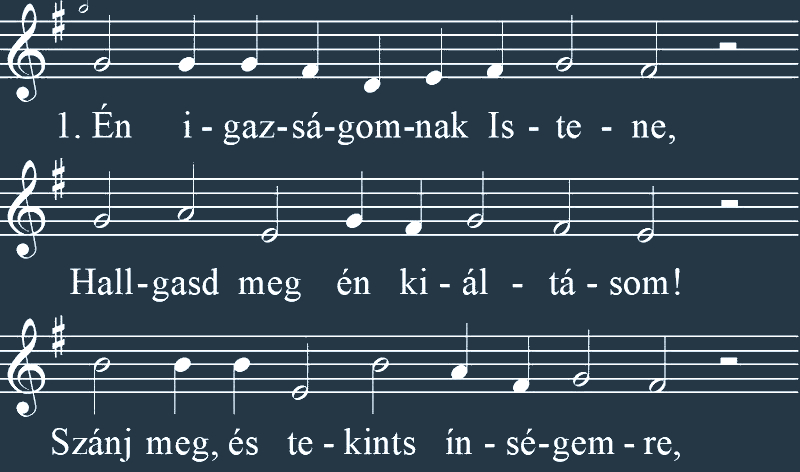 1. Én i - gaz-sá-gom-nak Is - te - ne,
Hall-gasd meg én ki - ál - tá - som!
Szánj meg, és te - kints ín - sé-gem - re,